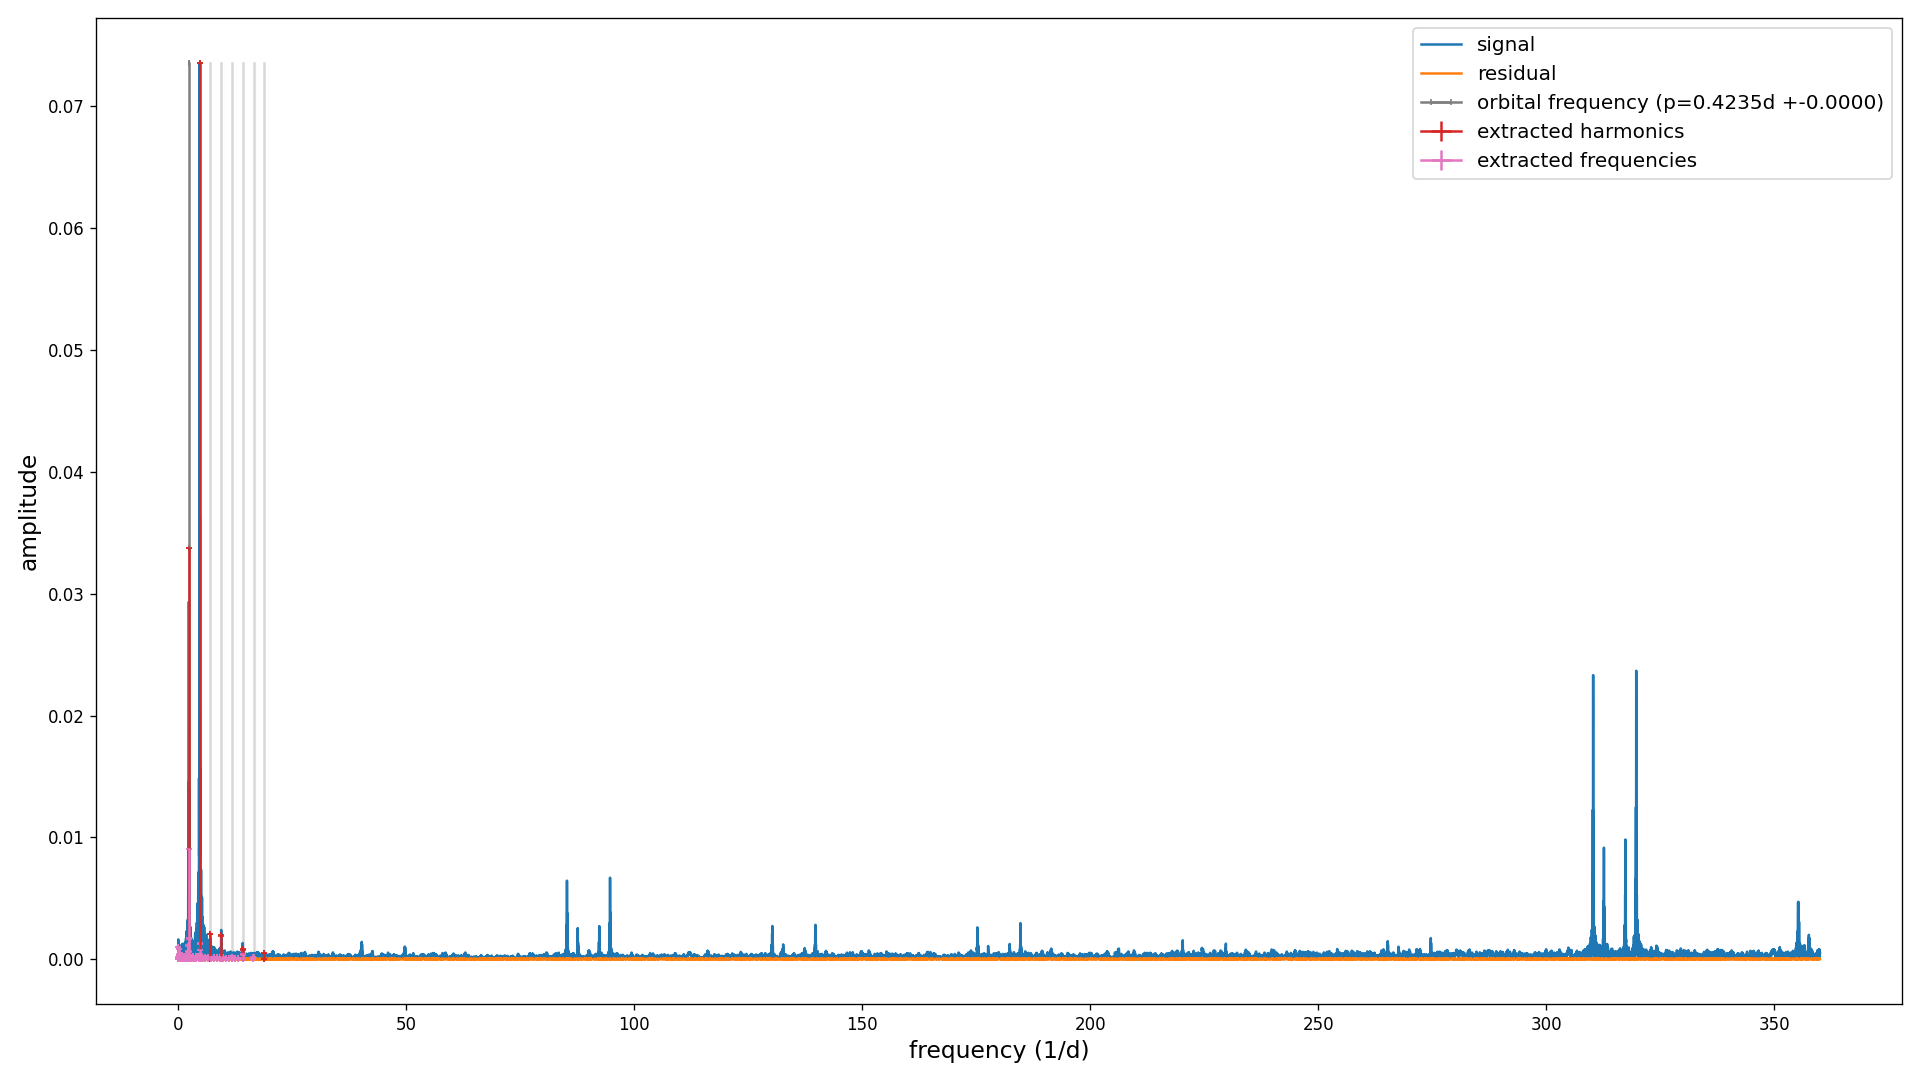 signal
residual
orbital frequency (p=0.4235d +-0.0000)
extracted harmonics
extracted frequencies
0.07
0.06
0.05
0.04
0.03
0.02
0.01
0.00
amplitude
0 50 100 150 200 250 300 350
frequency (1/d)